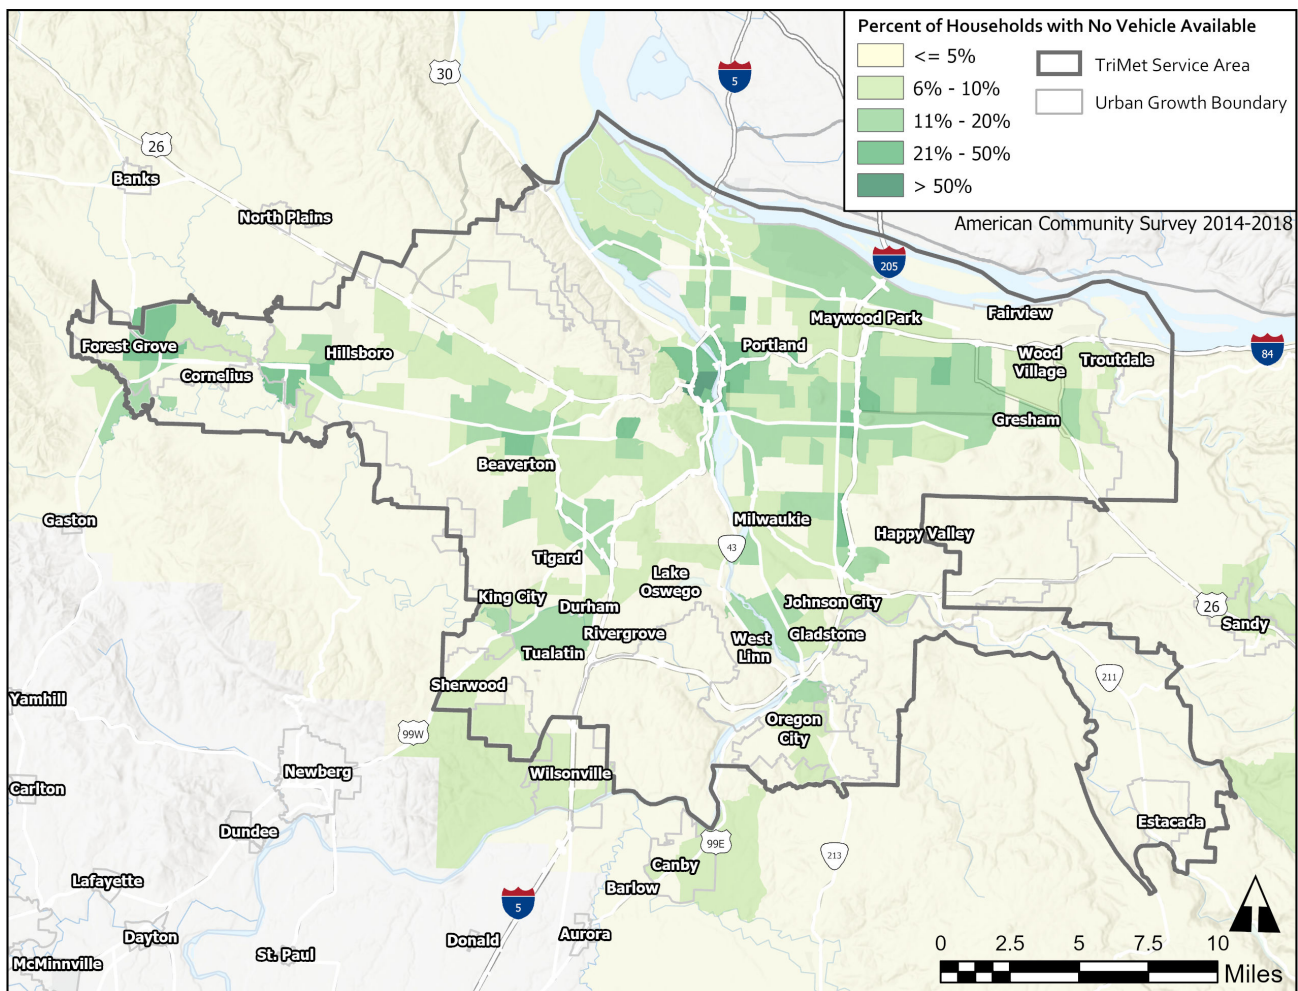 Percent of Households with No Vehicle Available
<= 5%
6% - 10%
11% - 20%
21% - 50%
> 50%
TriMet Service Area
Urban Growth Boundary
American Community Survey 2014-2018
30
5
26
Banks
North Plains
205
Fairview
Maywood Park
Forest Grove
Hillsboro
Portland
Wood
Village
Troutdale
84
Cornelius
Gresham
Beaverton
Gaston
Milwaukie
Happy Valley
43
Tigard
Lake
Oswego
King City
Durham
Johnson City
26
Sandy
Rivergrove
West
Linn
Gladstone
Tualatin
211
Sherwood
Yamhill
99W
Oregon
City
Newberg
Wilsonville
Carlton
Dundee
Estacada
99E
213
Canby
Lafayette
Barlow
5
Dayton
Donald
Aurora
St. Paul
McMinnville
0
2.5
5
7.5
10
Miles